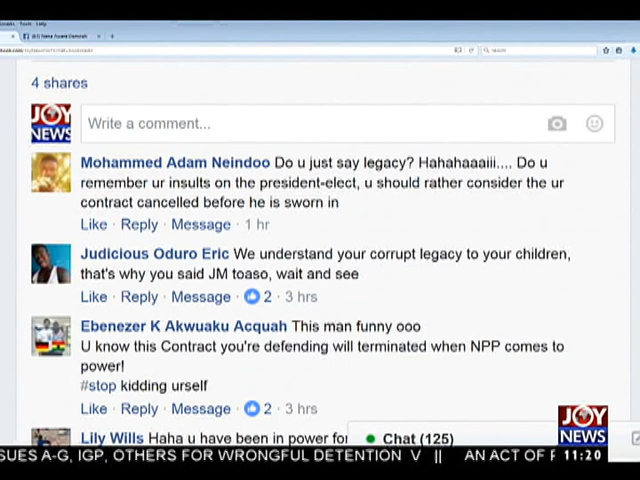 Tools Help
4 shares
JOY NEWS
Write a comment...
Mohammed Adam Neindoo Do u just say legacy? Hahahaaaiii.... Do u
remember ur insults on the president-elect, u should rather consider the ur
contract cancelled before he is sworn in
Like · Reply · Message · 1 hr
Judicious Oduro Eric We understand your corrupt legacy to your children,
that's why you said JM toaso, wait and see
Like · Reply · Message · 2 · 3 hrs
Ebenezer K Akwuaku Acquah This man funny ooo
U know this Contract you're defending will terminated when NPP comes to
power!
#stop kidding urself
Like · Reply · Message · 2 · 3 hrs
Lily Wills Haha u have been in power for
Chat (125)
JOY
NEWS
SUES A-G, IGP, OTHERS FOR WRONGFUL DETENTION V || AN ACT OF
11:20